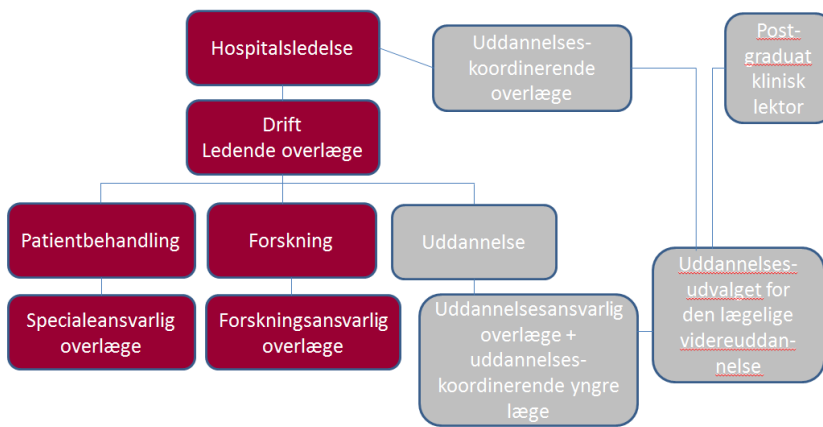 Hospitalsledelse
Uddannelses-
koordinerende
overlæge
Post-
graduat
klinisk
lektor
Drift
Ledende overlæge
Patientbehandling
Forskning
Uddannelse
Specialeansvarlig
overlæge
Forskningsansvarlig
overlæge
Uddannelsesansvarlig
overlæge +
uddannelses-
koordinerende yngre
læge
Uddannelses-
udvalget for
den lægelige
videreuddan-
nelse